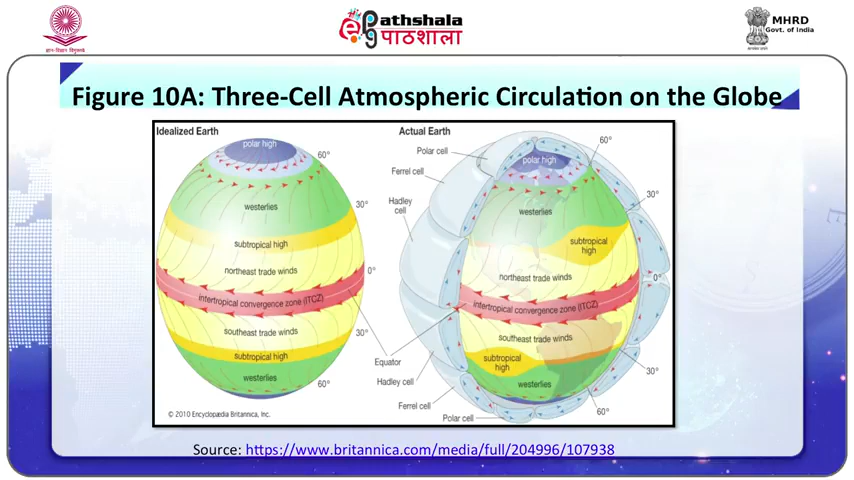 ज्ञान-विज्ञान विमुक्तये
ePathshala
पाठशाला
MHRD
Govt. of India
Figure 10A: Three-Cell Atmospheric Circulation on the Globe
Idealized Earth
polar high
60°
westerlies
30°
subtropical high
northeast trade winds
0°
intertropical convergence zone (ITCZ)
southeast trade winds
30°
subtropical high
westerlies
60°
© 2010 Encyclopædia Britannica, Inc.
Actual Earth
Polar cell
Ferrel cell
Hadley
cell
polar high
60°
westerlies
30°
subtropical
high
northeast trade winds
0°
intertropical convergence zone (ITCZ)
southeast trade winds
subtropical
high
30°
westerlies
60°
Equator
Hadley cell
Ferrel cell
Polar cell
Source: https://www.britannica.com/media/full/204996/107938